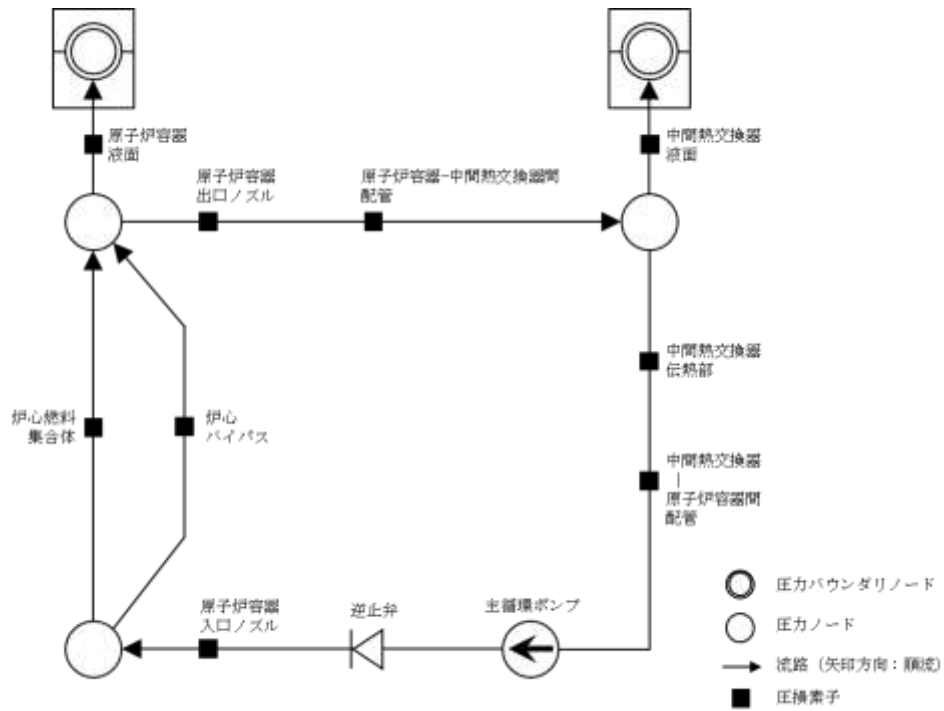 原子炉容器
液面
中間熱交換器
液面
原子炉容器
出口ノズル
原子炉容器-中間熱交換器間
配管
中間熱交換器
伝熱部
炉心燃料
集合体
炉心
バイパス
中間熱交換器
|
原子炉容器間
配管
原子炉容器
入口ノズル
逆止弁
主循環ポンプ
圧力バウンダリノード
圧力ノード
流路（矢印方向：順流）
圧損素子